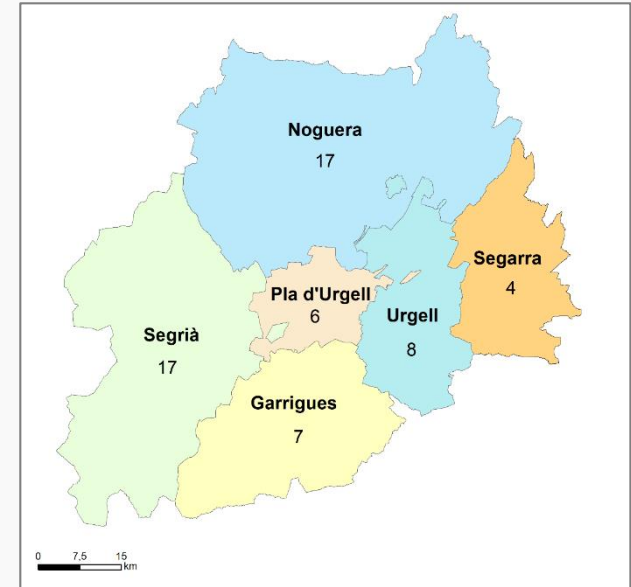 Noguera
17
Segarra
4
Pla d'Urgell
6
Urgell
8
Segrià
17
Garrigues
7
0 7,5 15
km